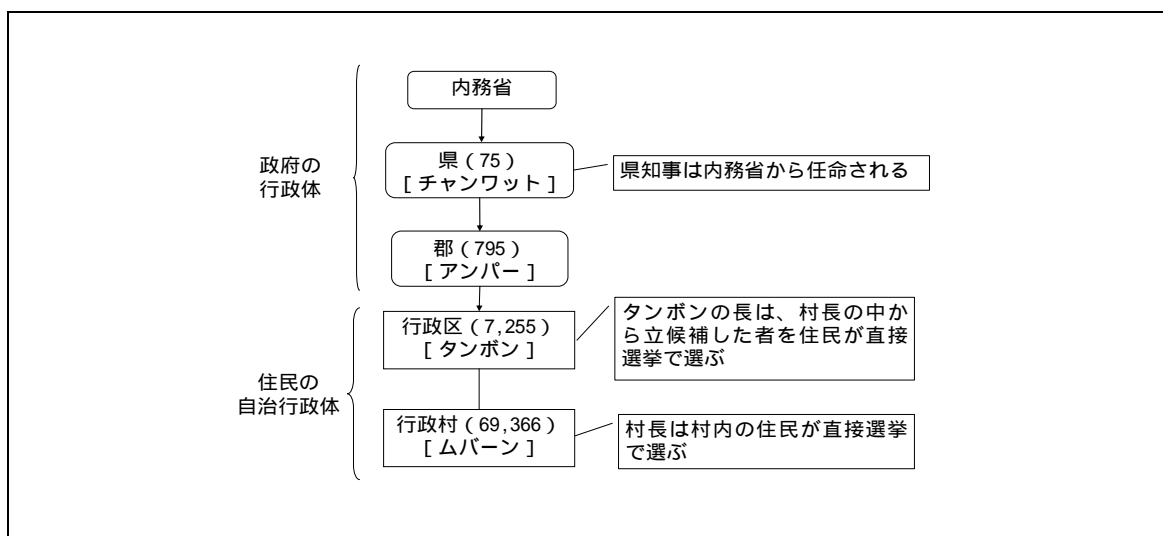 内務省
政府の
行政体
県（75）
[ チャンワット ]
県知事は内務省から任命される
郡（795）
[ アンパー ]
行政区（7,255）
[ タンボン ]
タンボンの長は、村長の中か
ら立候補した者を住民が直接
選挙で選ぶ
住民の
自治行政体
行政村（69,366）
[ ムバーン ]
村長は村内の住民が直接選挙
で選ぶ